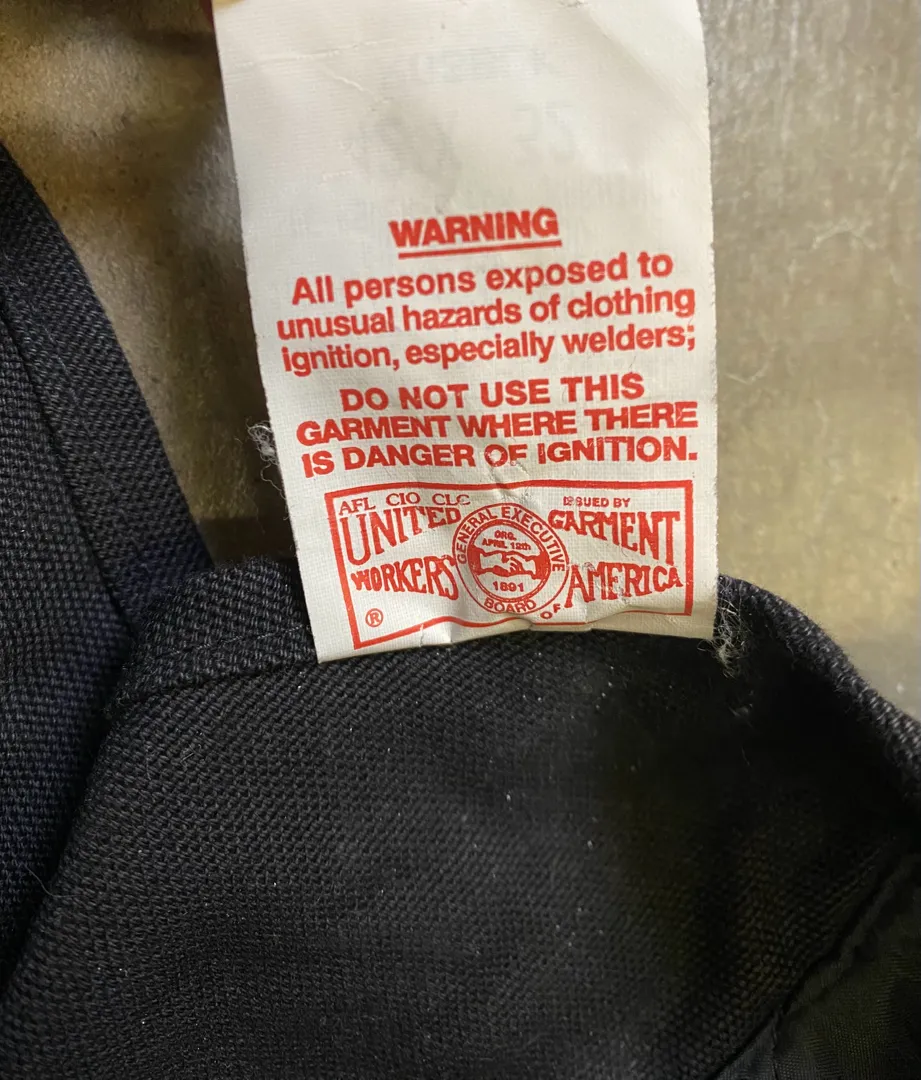 WARNING
All persons exposed to
unusual hazards of clothing
ignition, especially welders;
DO NOT USE THIS
GARMENT WHERE THERE
IS DANGER OF IGNITION.
AFL CIO CLC
ISSUED BY
UNITED
GARMENT
WORKERS
OF
AMERICA
GENERAL EXECUTIVE
BOARD
ORG.
APRIL 12th
1891
®